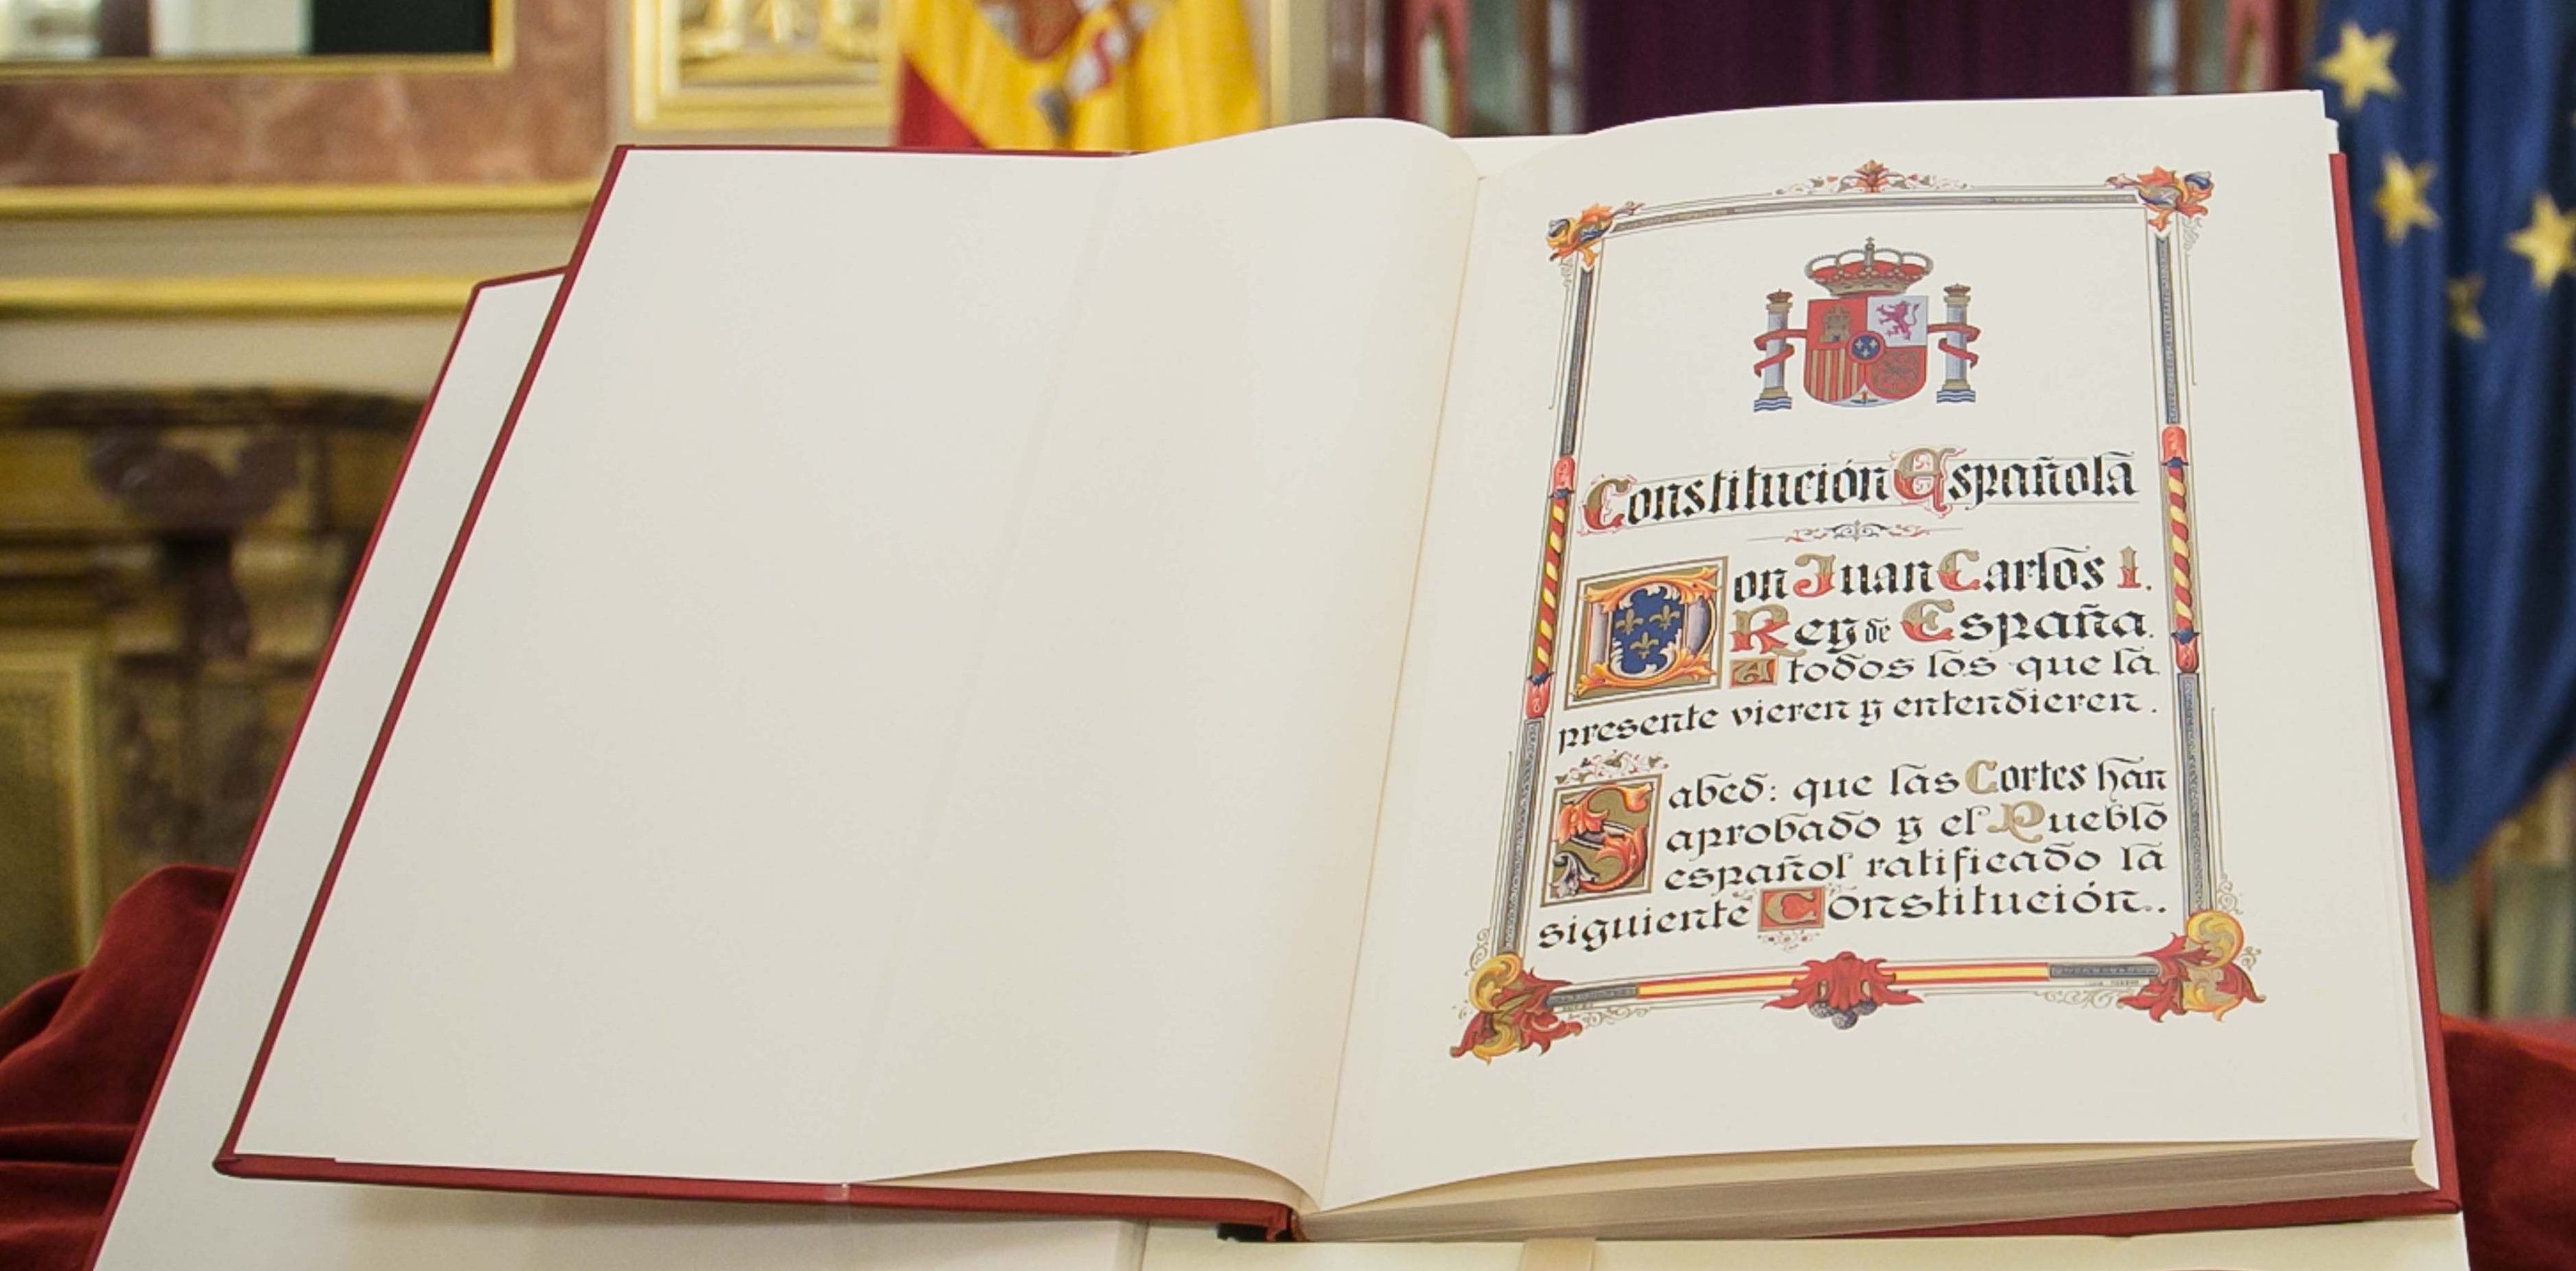 Constitución Española
Don Juan Carlos I.
Rey de España.
A todos los que la
presente vieren y entendieren.
Sabed: que las Cortes han
aprobado y el Pueblo
español ratificado la
siguiente Constitución..